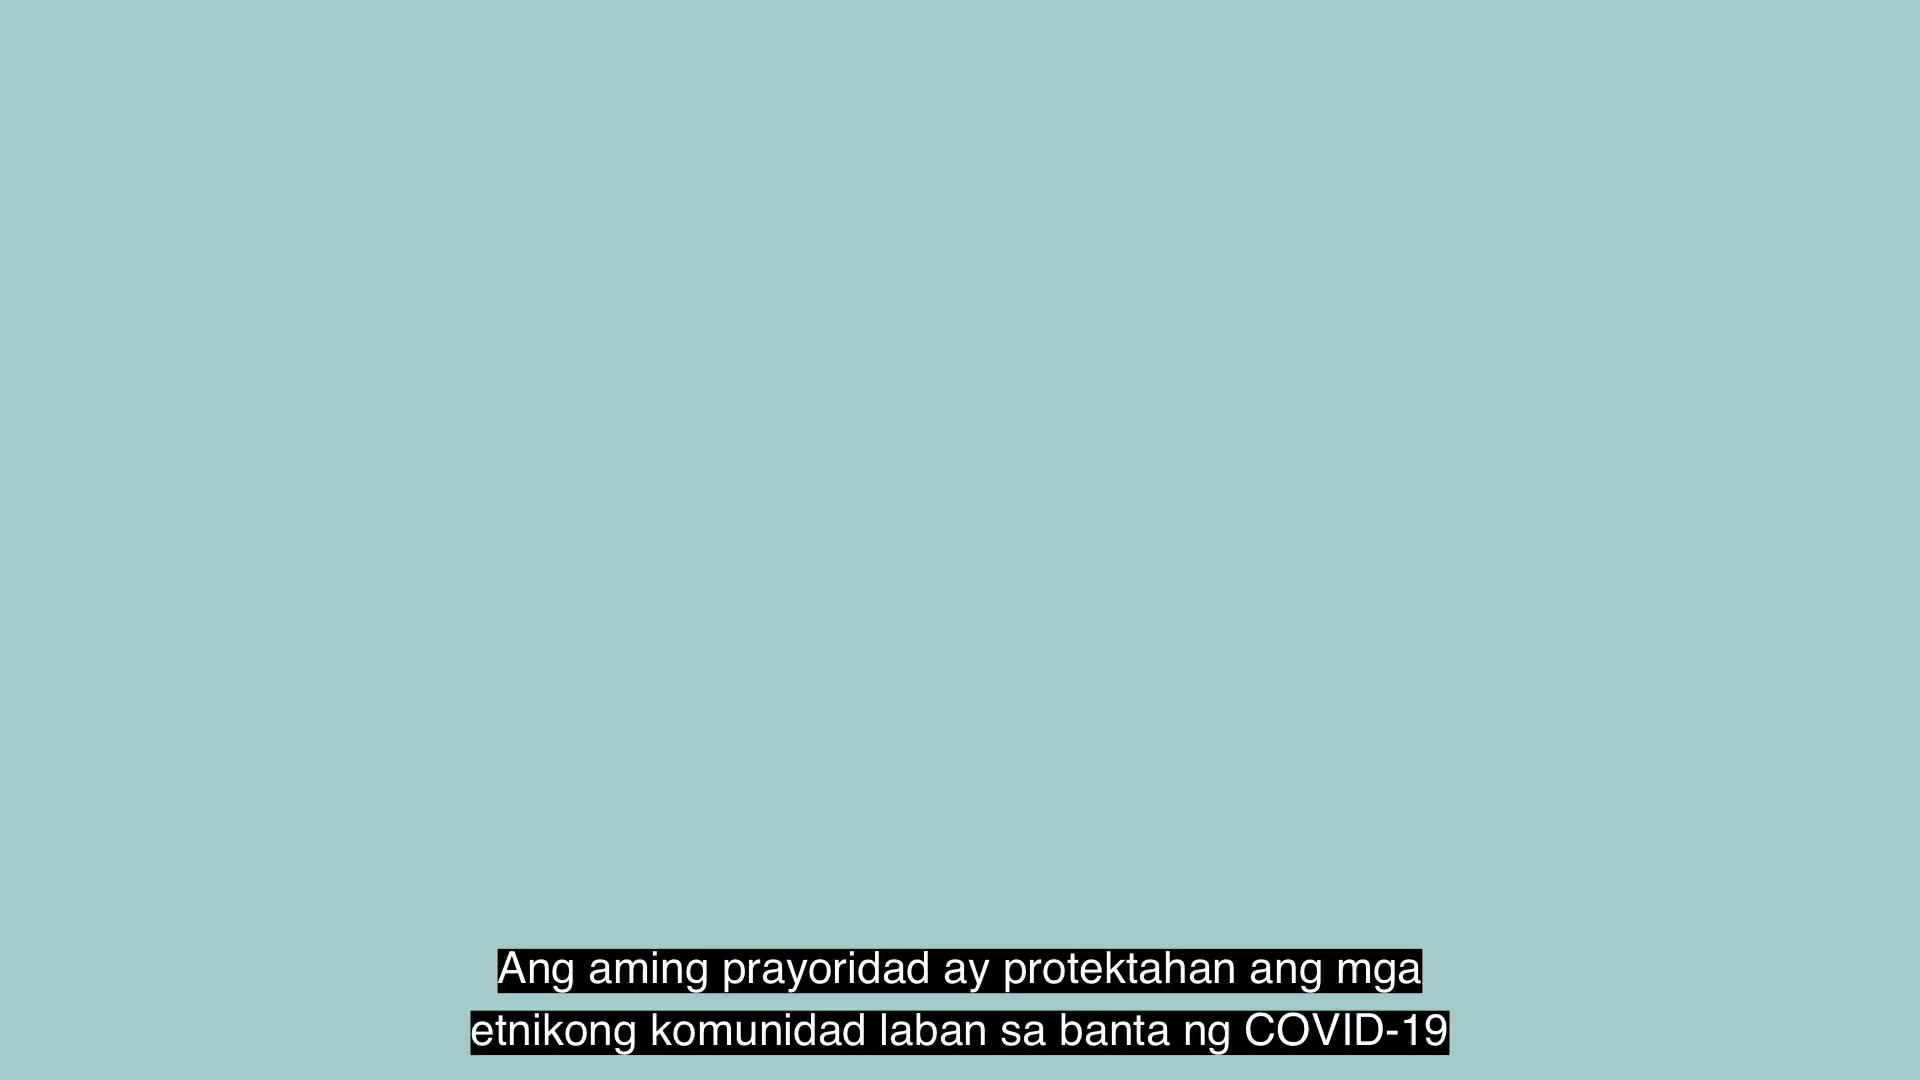 Ang aming prayoridad ay protektahan ang mga
etnikong komunidad laban sa banta ng COVID-19